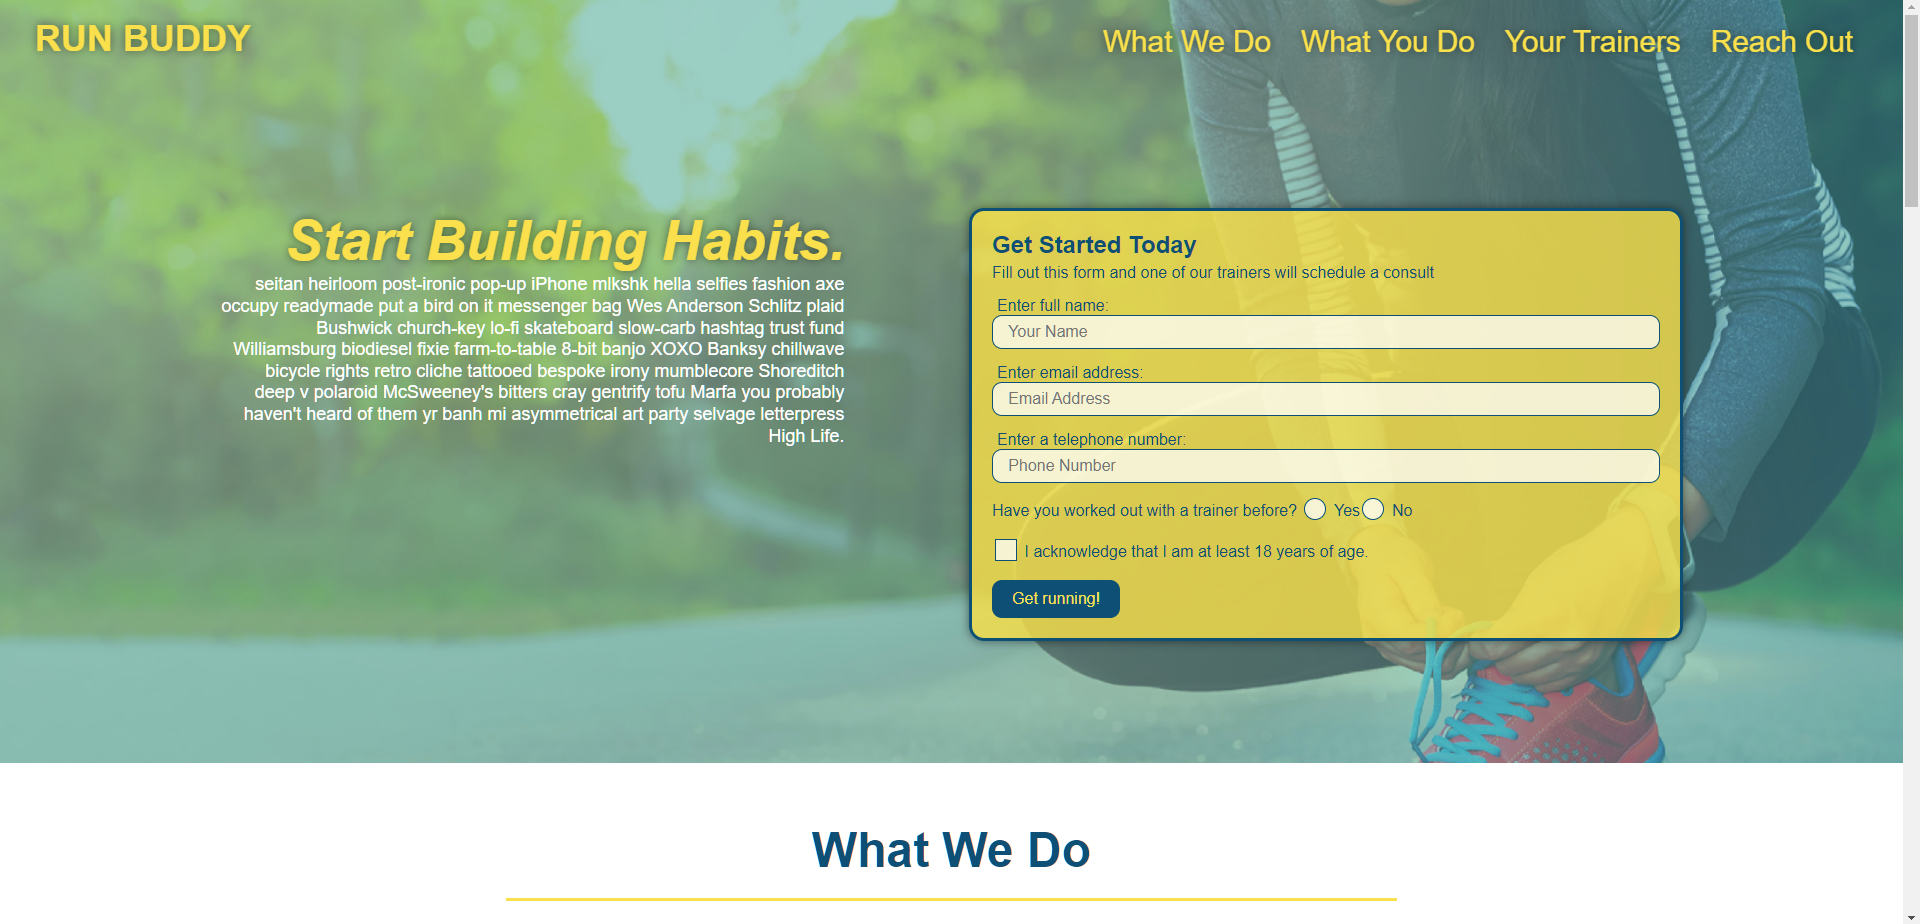 RUN BUDDY
What We Do What You Do Your Trainers Reach Out
Start Building Habits.
seitan heirloom post-ironic pop-up iPhone mlkshk hella selfies fashion axe
occupy readymade put a bird on it messenger bag Wes Anderson Schlitz plaid
Bushwick church-key lo-fi skateboard slow-carb hashtag trust fund
Williamsburg biodiesel fixie farm-to-table 8-bit banjo XOXO Banksy chillwave
bicycle rights retro cliche tattooed bespoke irony mumblecore Shoreditch
deep v polaroid McSweeney's bitters cray gentrify tofu Marfa you probably
haven't heard of them yr banh mi asymmetrical art party selvage letterpress
High Life.
Get Started Today
Fill out this form and one of our trainers will schedule a consult
Enter full name:
Your Name
Enter email address:
Email Address
Enter a telephone number:
Phone Number
Have you worked out with a trainer before? Yes No
I acknowledge that I am at least 18 years of age.
Get running!
What We Do